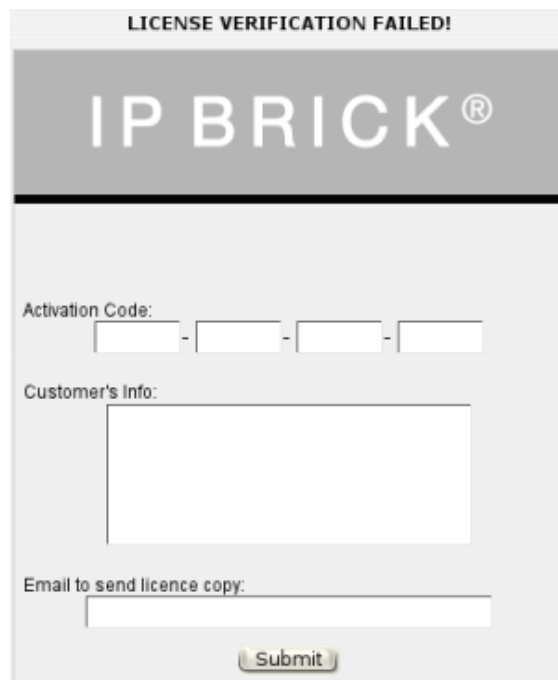 LICENSE VERIFICATION FAILED!
IP BRICK®
Activation Code:
- - -
Customer's Info:
Email to send licence copy:
Submit